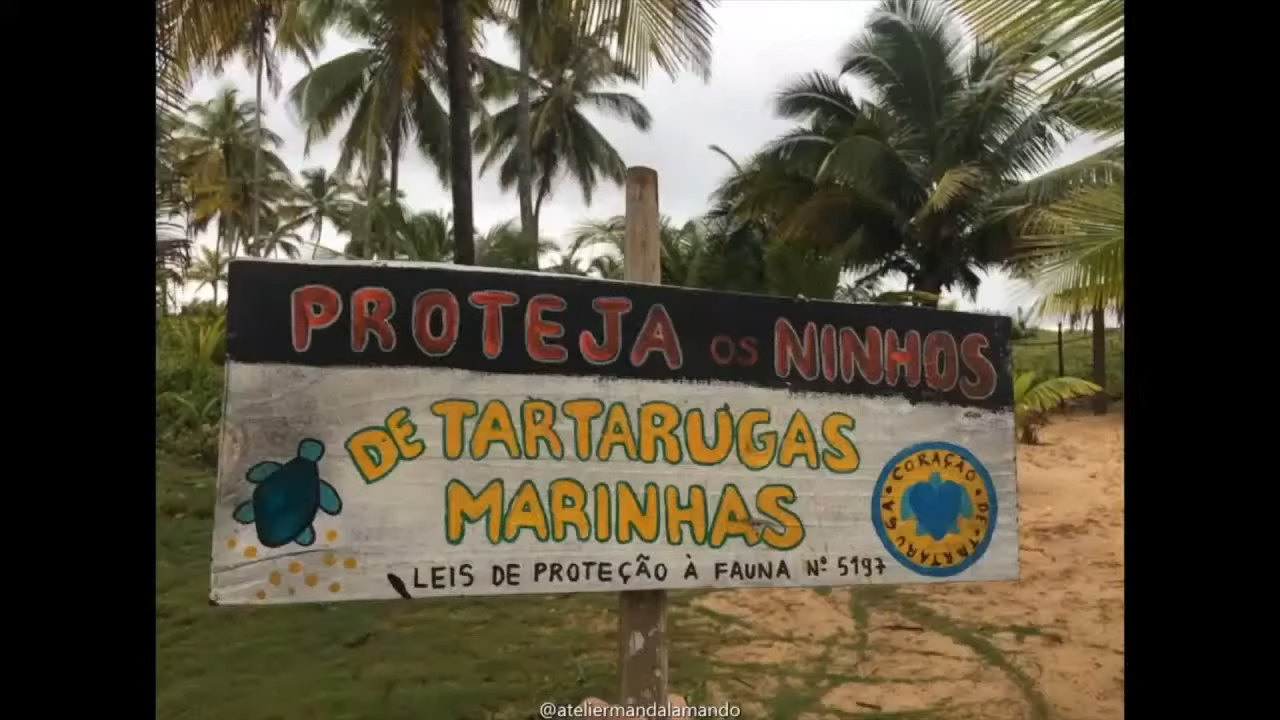 PROTEJA OS NINHOS
DE TARTARUGAS
MARINHAS
LEIS DE PROTEÇÃO À FAUNA Nº 5197
CORAÇÃO • DE • TARTARUGA •
@ateliermandalamando